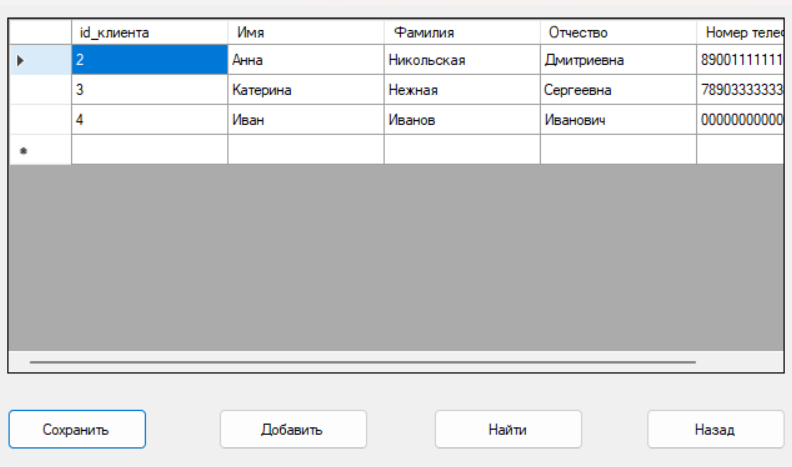 id_клиента Имя Фамилия Отчество Номер
2 Анна Никольская Дмитриевна 89001111111
3 Катерина Нежная Сергеевна 78903333333
4 Иван Иванов Иванович 00000000000
Сохранить Добавить Найти Назад